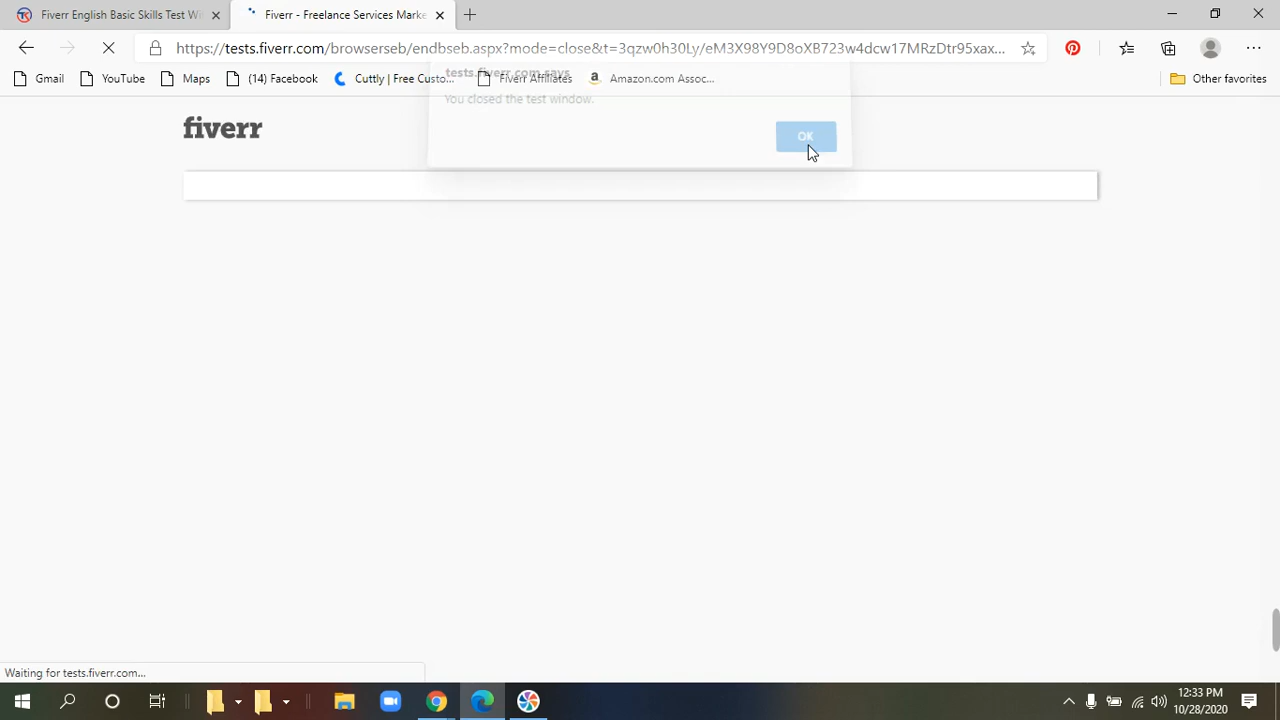 Fiverr English Basic Skills Test Wi
Fiverr - Freelance Services Marke
https://tests.fiverr.com/browserseb/endbseb.aspx?mode=close&t=3qzw0h30Ly/eM3X98Y9D8oXB723w4dcw17MRzDtr95xax...
Gmail
YouTube
Maps
(14) Facebook
Cuttly | Free Custo...
Fiverr Affiliates
Amazon.com Assoc...
Other favorites
tests.fiverr.com says
You closed the test window.
OK
fiverr
Waiting for tests.fiverr.com...
12:33 PM
10/28/2020